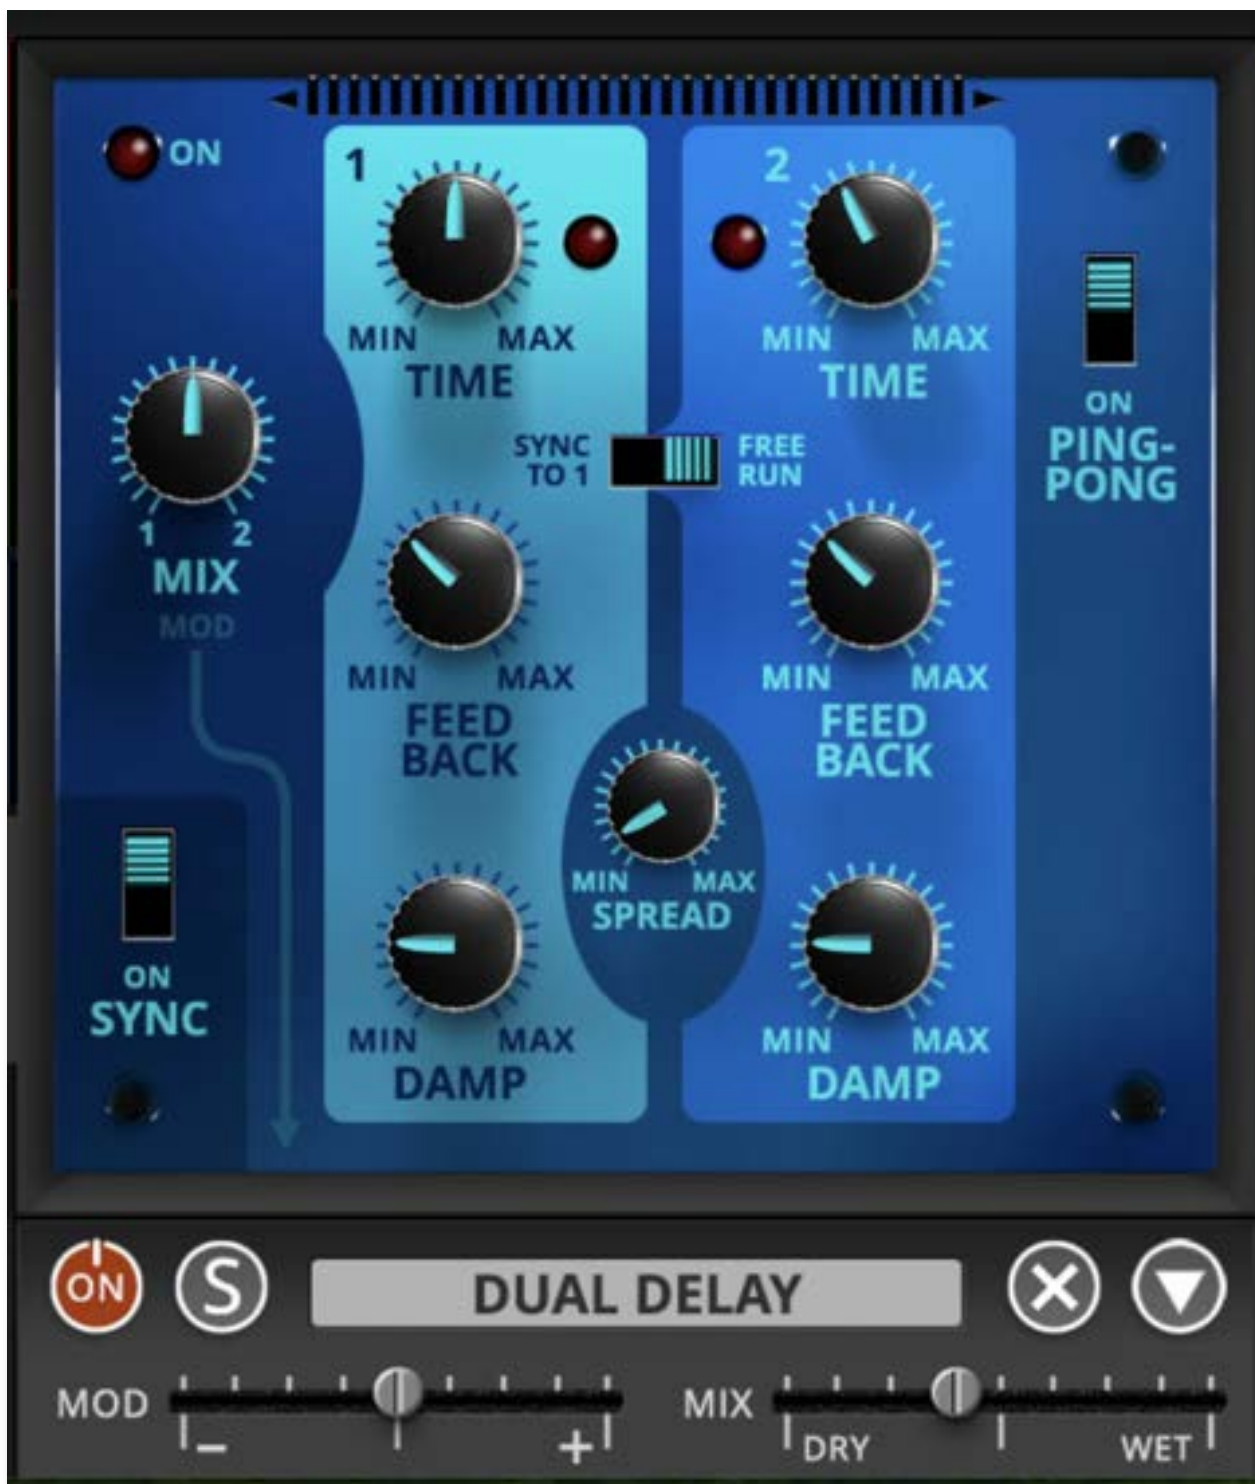 ON
1
2
MIN MAX
TIME
MIN MAX
TIME
SYNC
TO 1
FREE
RUN
ON
PING-
PONG
1 2
MIX
MOD
MIN MAX
FEED
BACK
MIN MAX
FEED
BACK
MIN MAX
SPREAD
ON
SYNC
MIN MAX
DAMP
MIN MAX
DAMP
ON
S
DUAL DELAY
MOD
- +
MIX
DRY WET